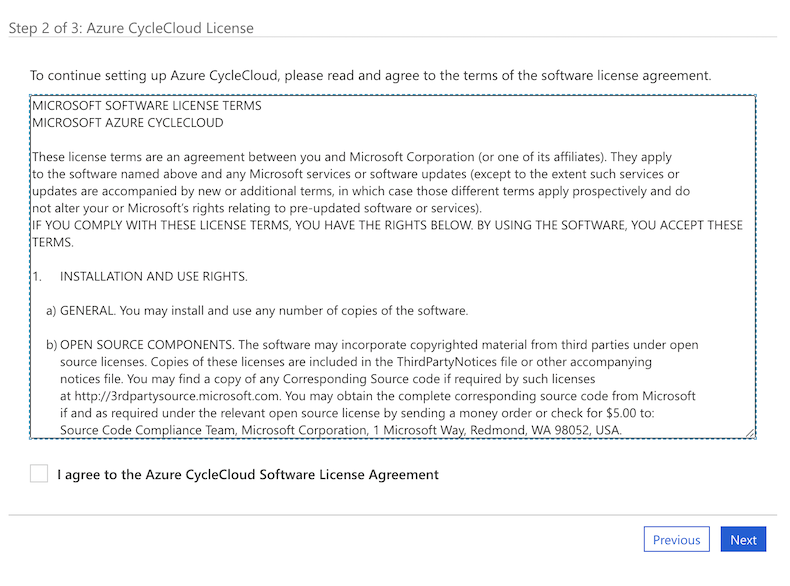 Step 2 of 3: Azure CycleCloud License
To continue setting up Azure CycleCloud, please read and agree to the terms of the software license agreement.
MICROSOFT SOFTWARE LICENSE TERMS
MICROSOFT AZURE CYCLECLOUD
These license terms are an agreement between you and Microsoft Corporation (or one of its affiliates). They apply
to the software named above and any Microsoft services or software updates (except to the extent such services or
updates are accompanied by new or additional terms, in which case those different terms apply prospectively and do
not alter your or Microsoft's rights relating to pre-updated software or services).
IF YOU COMPLY WITH THESE LICENSE TERMS, YOU HAVE THE RIGHTS BELOW. BY USING THE SOFTWARE, YOU ACCEPT THESE
TERMS.
1. INSTALLATION AND USE RIGHTS.
a) GENERAL. You may install and use any number of copies of the software.
b) OPEN SOURCE COMPONENTS. The software may incorporate copyrighted material from third parties under open
source licenses. Copies of these licenses are included in the ThirdPartyNotices file or other accompanying
notices file. You may find a copy of any Corresponding Source code if required by such licenses
at http://3rdpartysource.microsoft.com. You may obtain the complete corresponding source code from Microsoft
if and as required under the relevant open source license by sending a money order or check for $5.00 to:
Source Code Compliance Team, Microsoft Corporation, 1 Microsoft Way, Redmond, WA 98052, USA.
I agree to the Azure CycleCloud Software License Agreement
Previous
Next